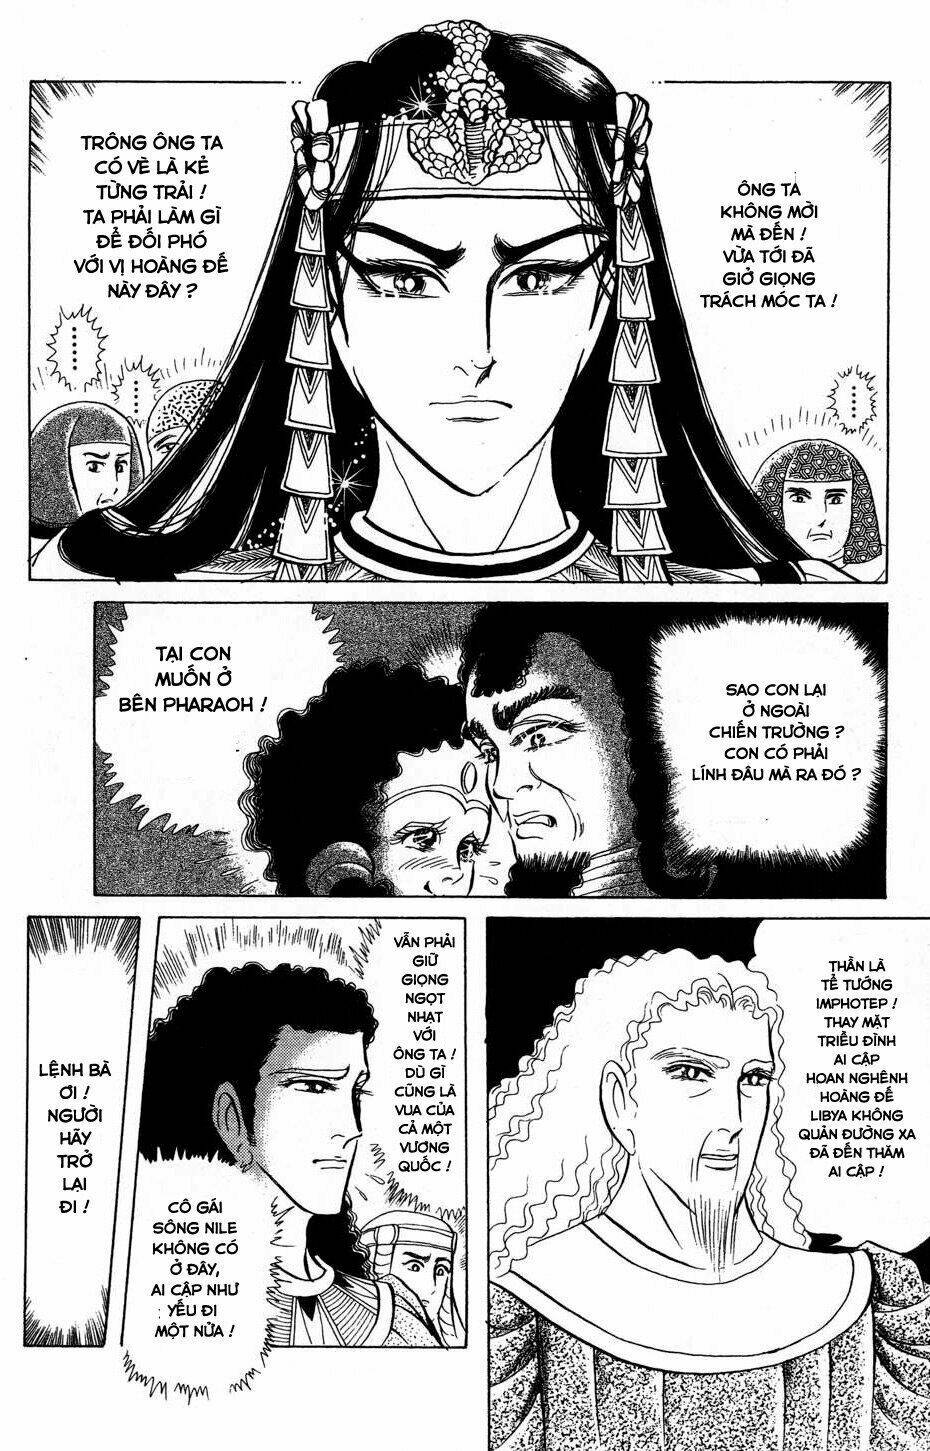 ÔNG TA
KHÔNG MỜI
MÀ ĐẾN !
VỪA TỚI ĐÃ
GIỞ GIỌNG
TRÁCH MÓC TA !
TRÔNG ÔNG TA
CÓ VẺ LÀ KẺ
TỪNG TRẢI !
TA PHẢI LÀM GÌ
ĐỂ ĐỐI PHÓ
VỚI VỊ HOÀNG ĐẾ
NÀY ĐÂY ?
SAO CON LẠI
Ở NGOÀI
CHIẾN TRƯỜNG ?
CON CÓ PHẢI
LÍNH ĐÂU MÀ RA ĐÓ ?
TẠI CON
MUỐN Ở
BÊN PHARAOH !
THẦN LÀ
TỂ TƯỚNG
IMPHOTEP !
THAY MẶT
TRIỀU ĐÌNH
AI CẬP
HOAN NGHÊNH
HOÀNG ĐẾ
LIBYA KHÔNG
QUẢN ĐƯỜNG XA
ĐÃ ĐẾN THĂM
AI CẬP !
VẪN PHẢI
GIỮ
GIỌNG
NGỌT
NHẠT
VỚI
ÔNG TA !
DÙ GÌ
CŨNG LÀ
VUA CỦA
CẢ MỘT
VƯƠNG
QUỐC !
CÔ GÁI
SÔNG NILE
KHÔNG CÓ
Ở ĐÂY,
AI CẬP NHƯ
YẾU ĐI
MỘT NỬA !
LỆNH BÀ
ƠI !
NGƯỜI
HÃY
TRỞ
LẠI
ĐI !